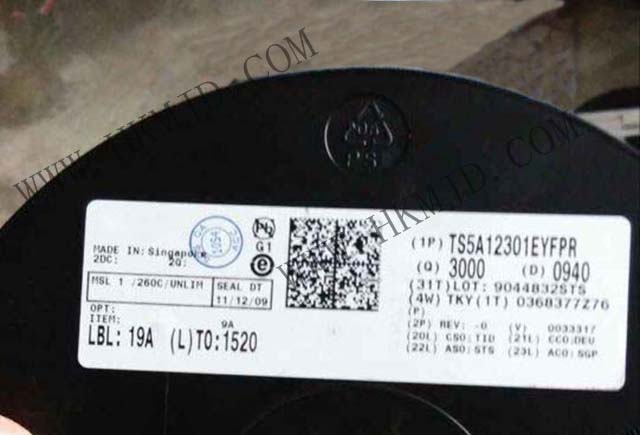 WWW.HKMJD.COM
PS
WWW.HKMJD.COM
MADE IN: Singapore
2DC: 2Q:
G1
e
MSL 1 /260C/UNLIM
SEAL DT
11/12/09
OPT:
ITEM:
9A
LBL: 19A (L)TO:1520
(1P) TS5A12301EYFPR
(Q) 3000 (D) 0940
(31T)LOT: 9044832STS
(4W) TKY(1T) 0368377Z76
(P)
(2P) REV: -0 (V) 0033317
(20L) CSO:TID (21L) CCO:DEU
(22L) ASO:STS (23L) ACO:SGP